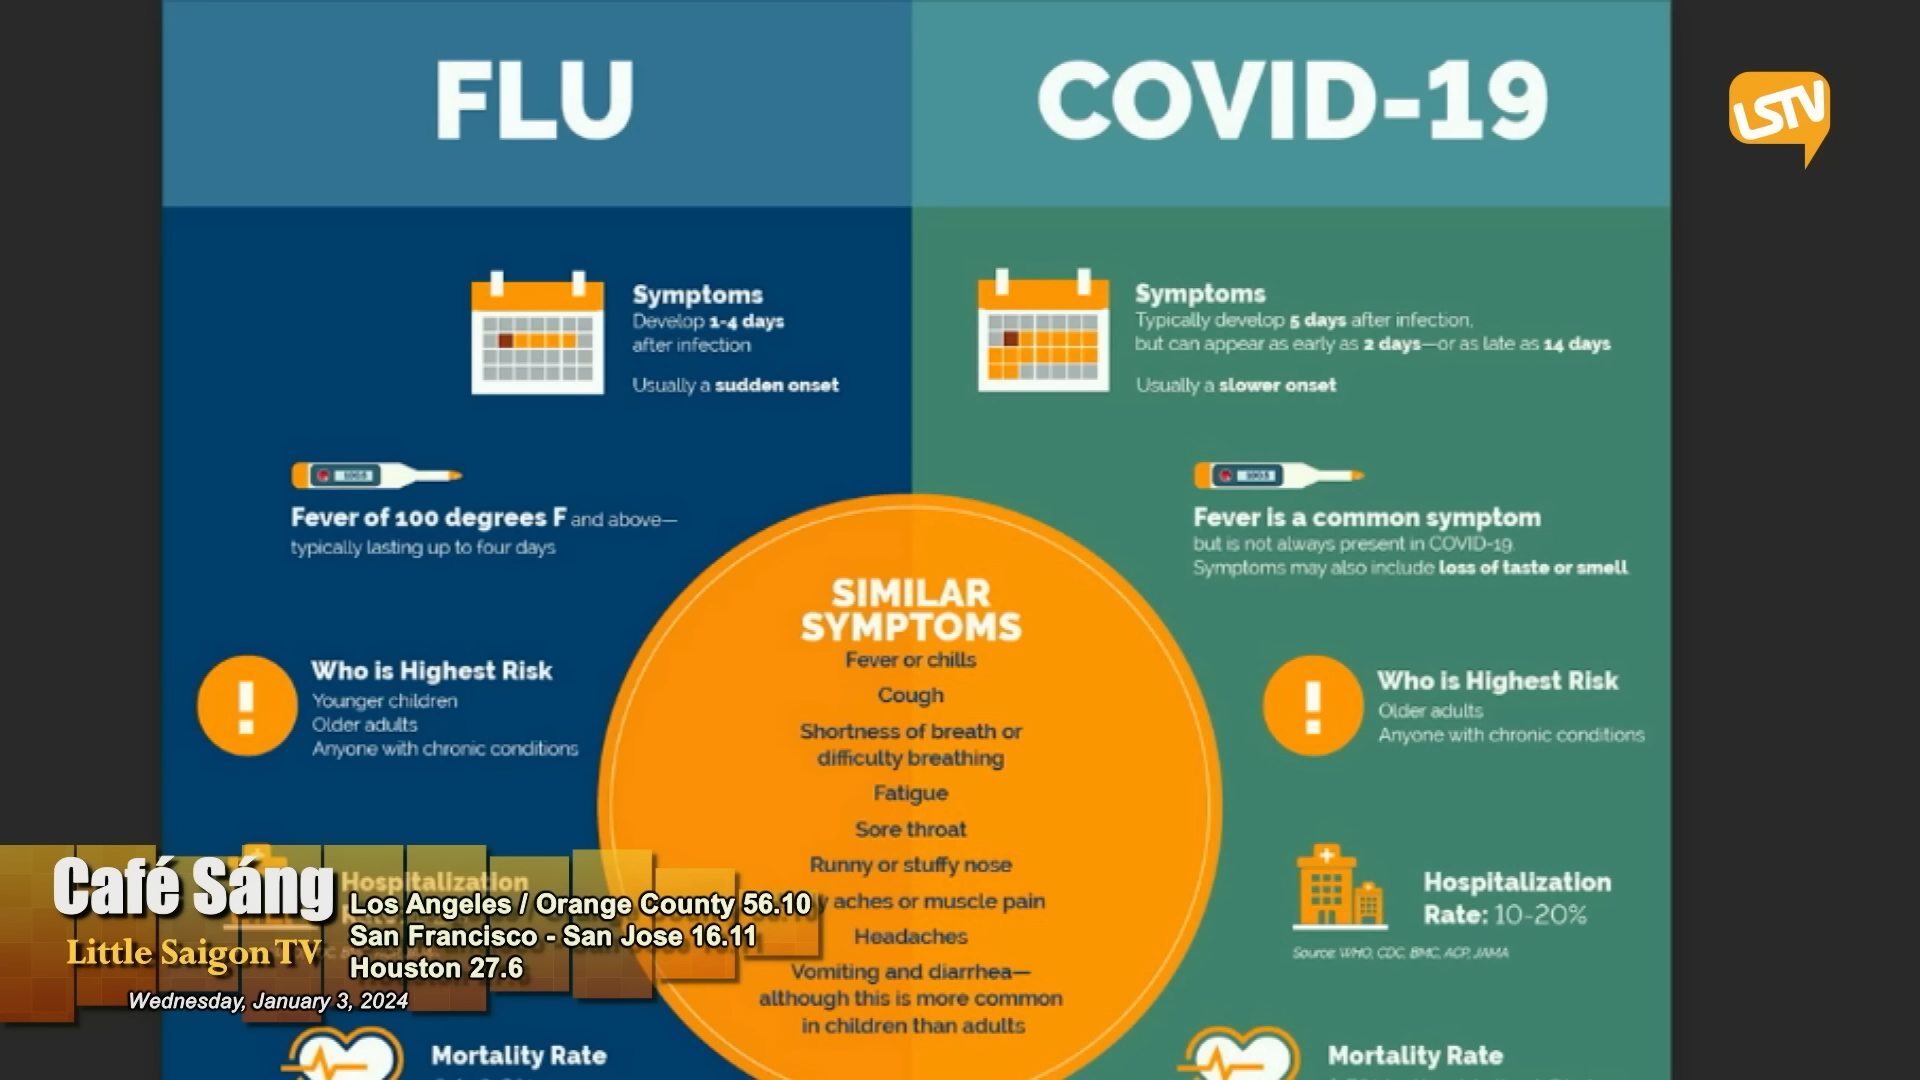 FLU
COVID-19
LSTV
Symptoms
Develop 1-4 days
after infection
Usually a sudden onset
Symptoms
Typically develop 5 days after infection,
but can appear as early as 2 days—or as late as 14 days
Usually a slower onset
Fever of 100 degrees F and above—
typically lasting up to four days
Fever is a common symptom
but is not always present in COVID-19.
Symptoms may also include loss of taste or smell
SIMILAR
SYMPTOMS
Fever or chills
Cough
Shortness of breath or
difficulty breathing
Fatigue
Sore throat
Runny or stuffy nose
aches or muscle pain
Headaches
Vomiting and diarrhea—
although this is more common
in children than adults
Who is Highest Risk
Younger children
Older adults
Anyone with chronic conditions
Who is Highest Risk
Older adults
Anyone with chronic conditions
Hospitalization
Hospitalization
Rate: 10-20%
Source: WHO, CDC, BMC, ACP, JAMA
Mortality Rate
Mortality Rate
Café Sáng
Little Saigon TV
Los Angeles / Orange County 56.10
San Francisco - San Jose 16.11
Houston 27.6
Wednesday, January 3, 2024